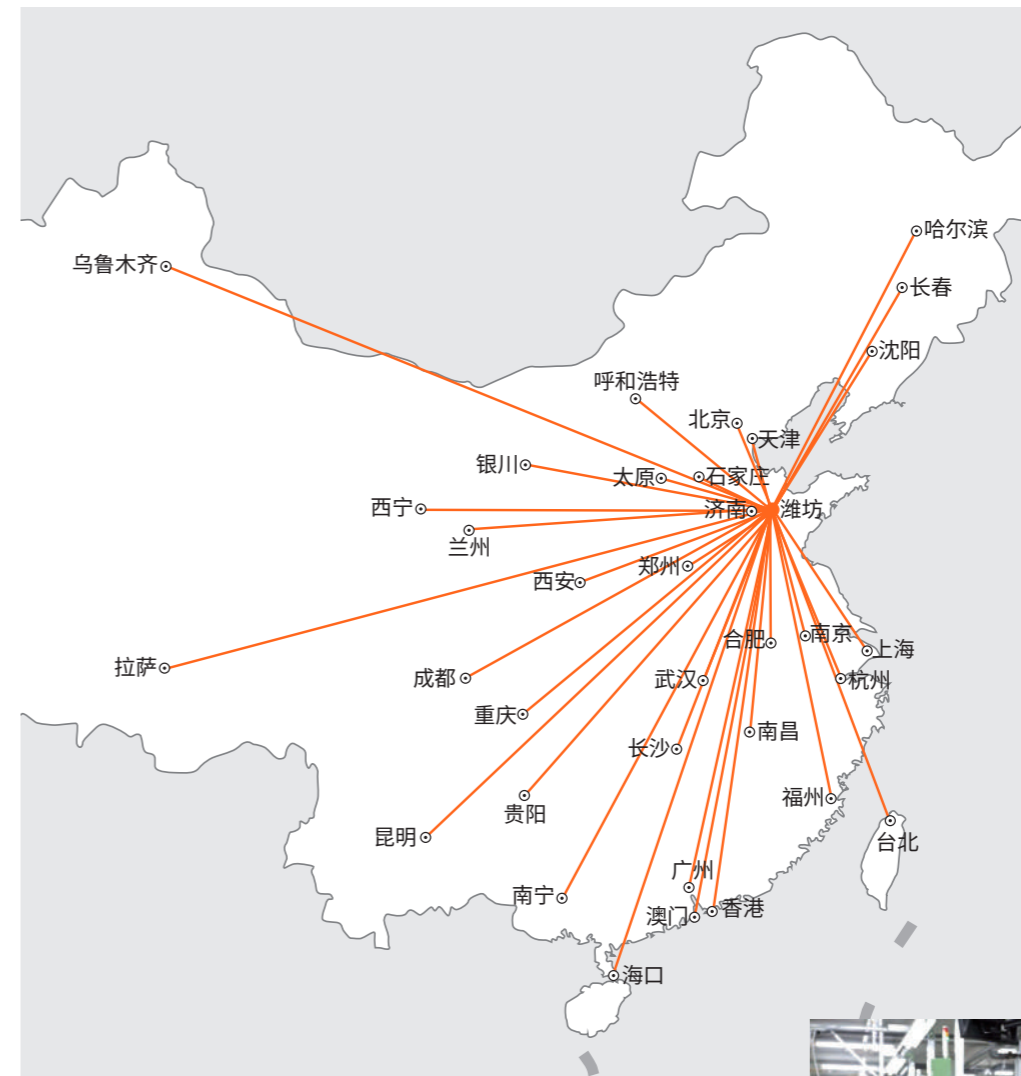 哈尔滨
乌鲁木齐
长春
沈阳
呼和浩特
北京
天津
银川
太原
石家庄
西宁
济南
潍坊
兰州
郑州
西安
合肥
南京
上海
拉萨
成都
武汉
杭州
重庆
南昌
长沙
福州
贵阳
昆明
台北
广州
南宁
澳门
香港
海口